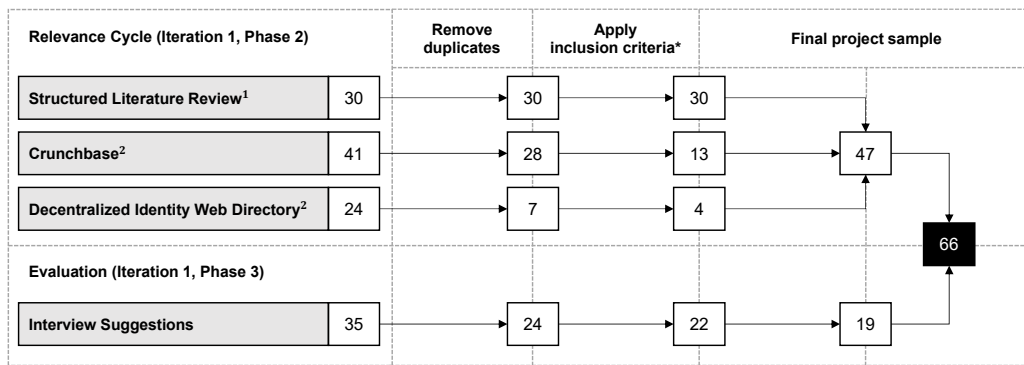 Relevance Cycle (Iteration 1, Phase 2)
Remove duplicates
Apply inclusion criteria*
Final project sample
Structured Literature Review¹ 30 30 30
Crunchbase² 41 28 13 47
Decentralized Identity Web Directory² 24 7 4
66
Evaluation (Iteration 1, Phase 3)
Interview Suggestions 35 24 22 19